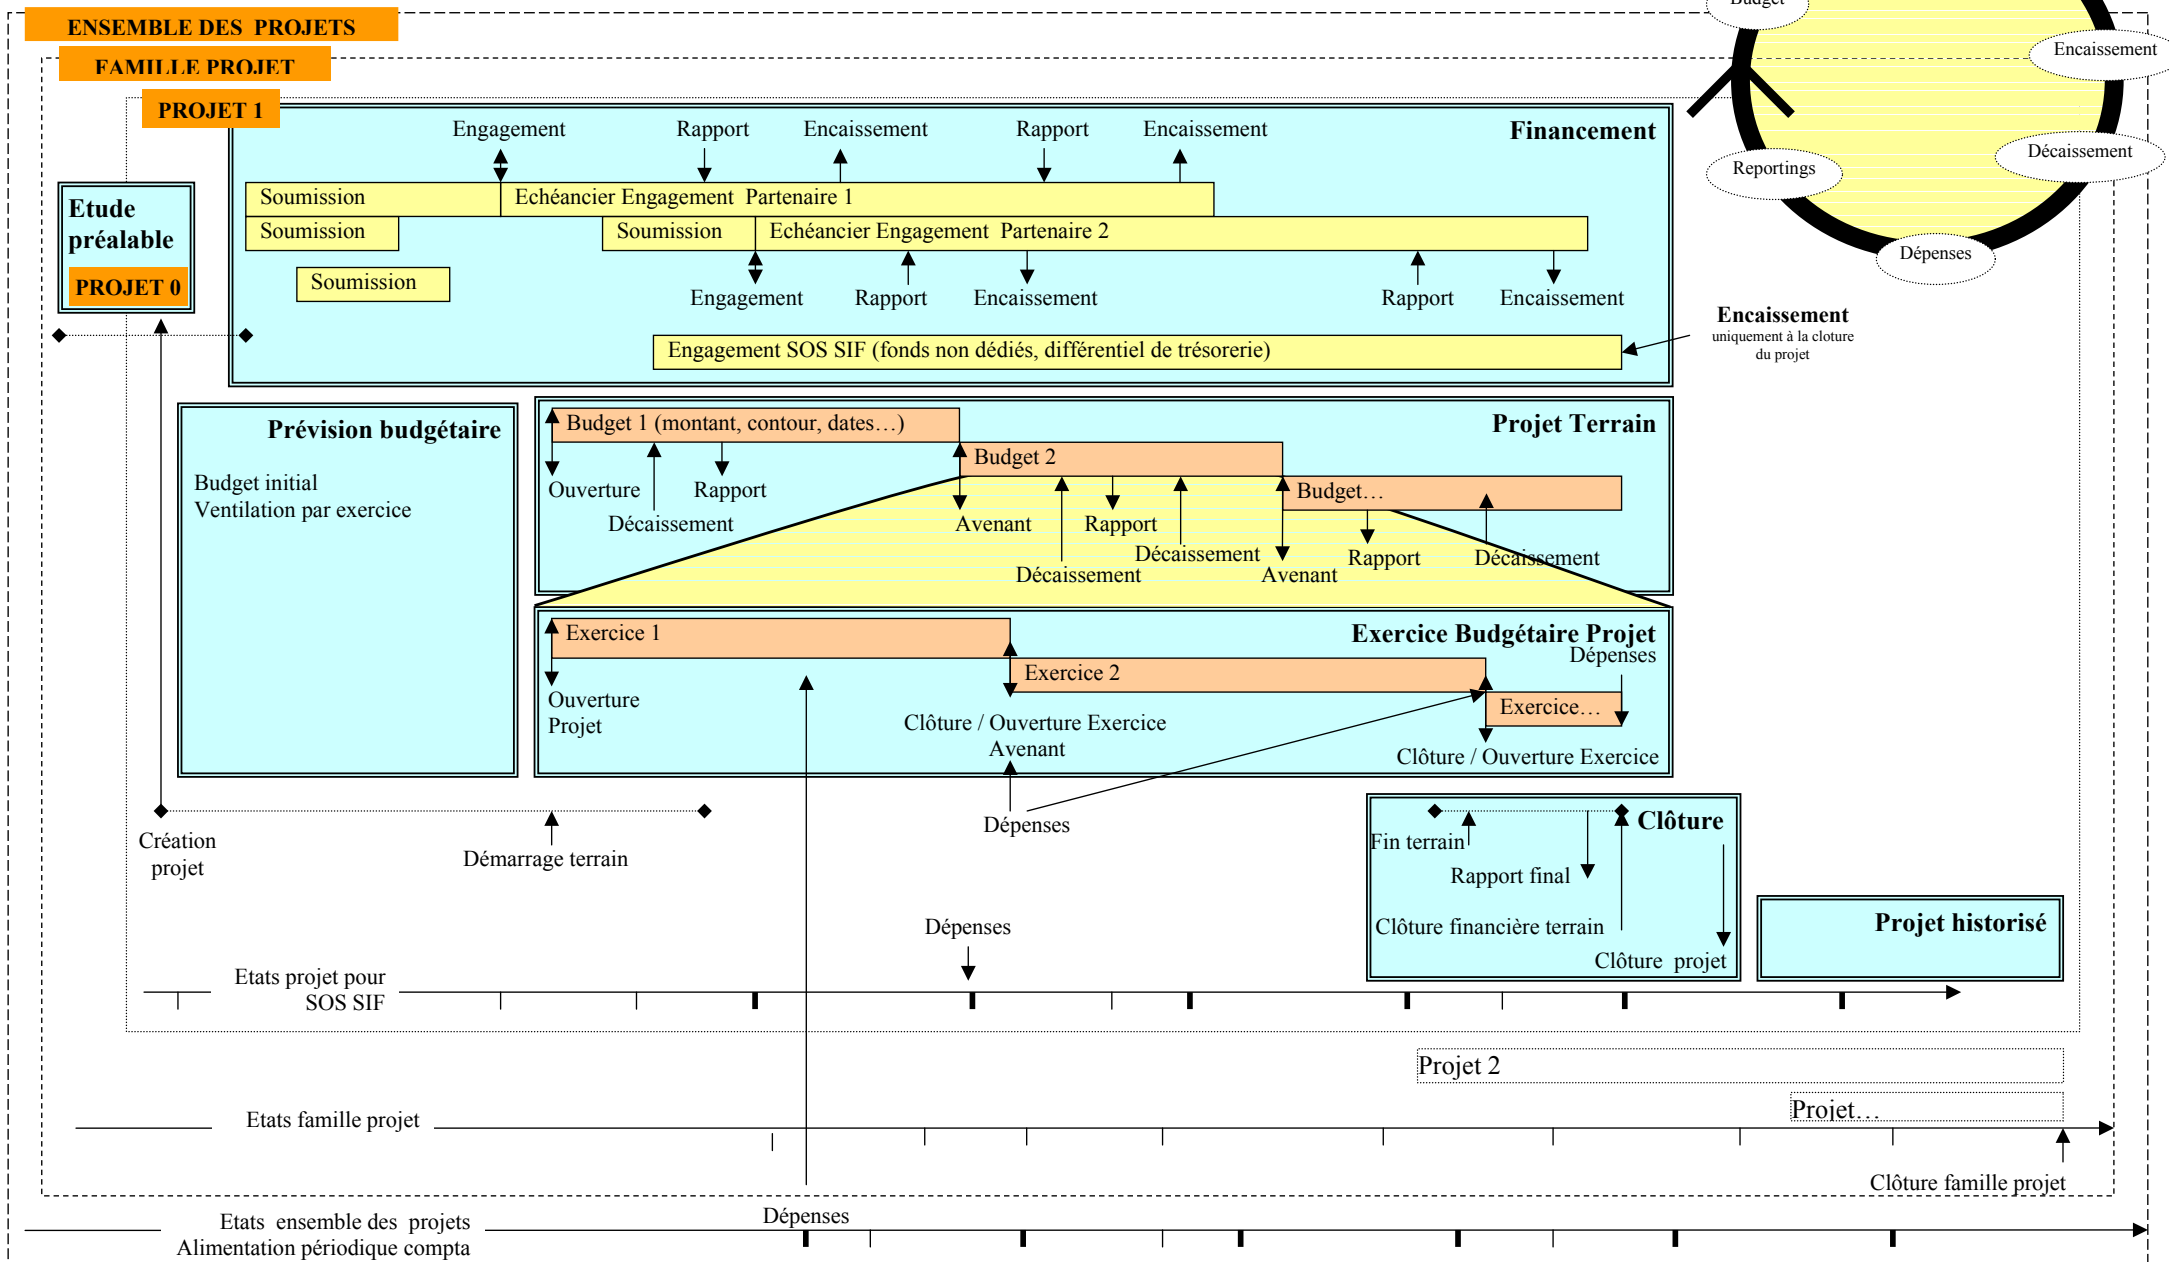 Budget
ENSEMBLE DES PROJETS
Encaissement
FAMILLE PROJET
PROJET 1
Engagement
Rapport
Encaissement
Rapport
Encaissement
Financement
Décaissement
Reportings
Dépenses
Etude
préalable
PROJET 0
Soumission
Echéancier Engagement Partenaire 1
Soumission
Soumission
Echéancier Engagement Partenaire 2
Soumission
Engagement
Rapport
Encaissement
Rapport
Encaissement
Encaissement
uniquement à la cloture
du projet
Engagement SOS SIF (fonds non dédiés, différentiel de trésorerie)
Prévision budgétaire
Budget initial
Ventilation par exercice
Projet Terrain
Budget 1 (montant, contour, dates…)
Budget 2
Budget…
Ouverture
Rapport
Décaissement
Avenant
Rapport
Décaissement
Décaissement
Avenant
Rapport
Décaissement
Exercice Budgétaire Projet
Exercice 1
Dépenses
Exercice 2
Exercice…
Ouverture
Projet
Clôture / Ouverture Exercice
Avenant
Clôture / Ouverture Exercice
Dépenses
Création
projet
Démarrage terrain
Clôture
Fin terrain
Rapport final
Clôture financière terrain
Clôture projet
Projet historisé
Dépenses
Etats projet pour
SOS SIF
Projet 2
Projet…
Etats famille projet
Clôture famille projet
Dépenses
Etats ensemble des projets
Alimentation périodique compta